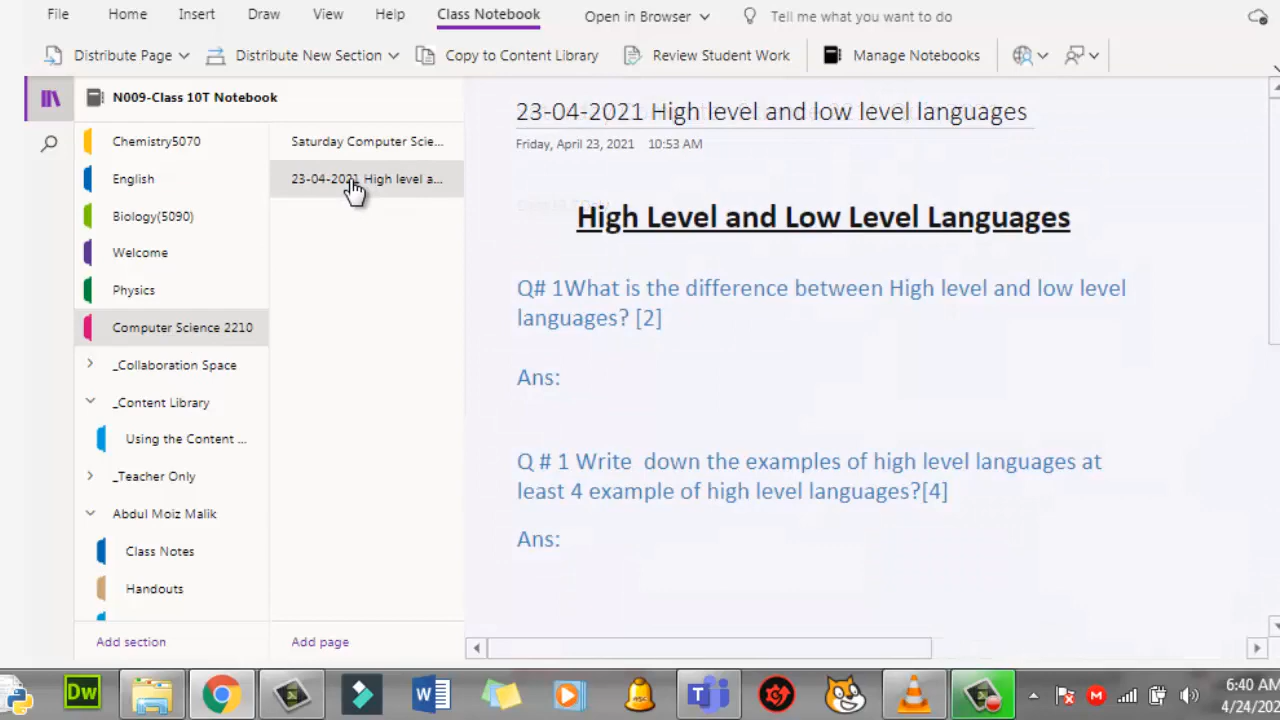 File Home Insert Draw View Help Class Notebook Open in Browser Tell me what you want to do
Distribute Page Distribute New Section Copy to Content Library Review Student Work Manage Notebooks
N009-Class 10T Notebook
Chemistry5070
English
Biology(5090)
Welcome
Physics
Computer Science 2210
_Collaboration Space
_Content Library
Using the Content ...
_Teacher Only
Abdul Moiz Malik
Class Notes
Handouts
Add section
Saturday Computer Scie...
23-04-2021 High level a...
Add page
23-04-2021 High level and low level languages
Friday, April 23, 2021 10:53 AM
High Level and Low Level Languages
Q# 1What is the difference between High level and low level
languages? [2]
Ans:
Q # 1 Write down the examples of high level languages at
least 4 example of high level languages?[4]
Ans:
Dw
6:40 AM
4/24/202